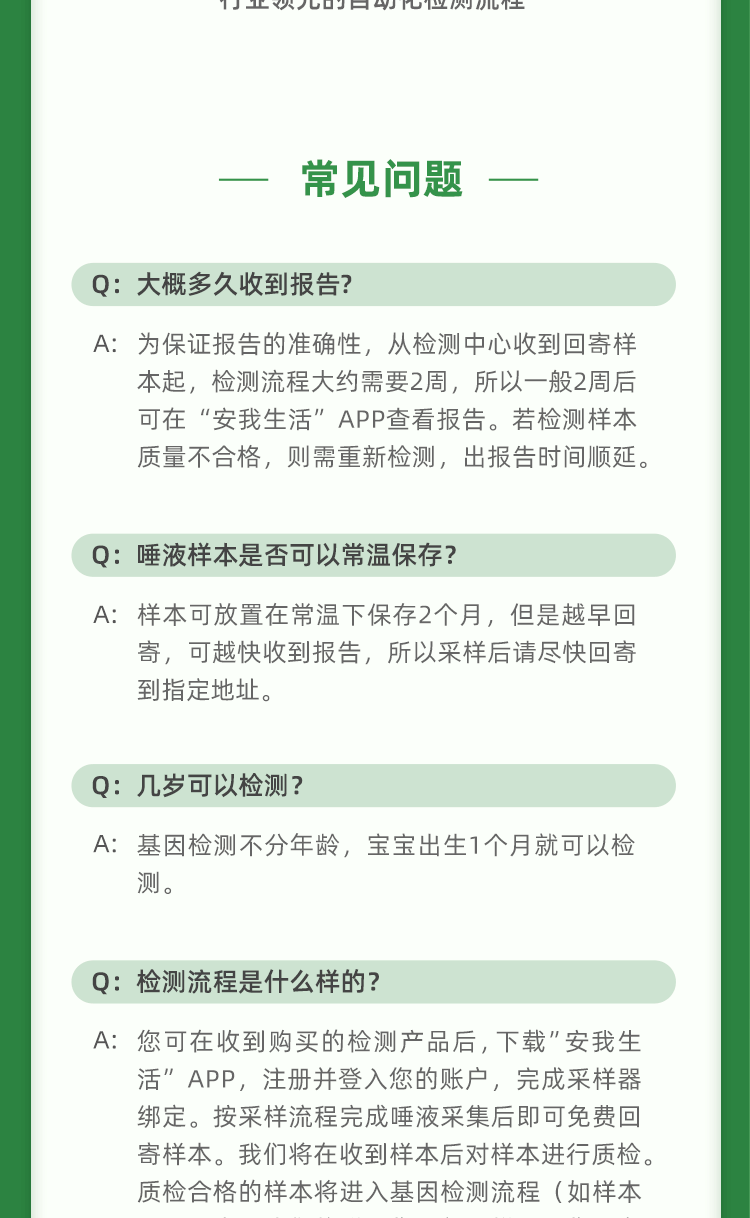 行业领先的自动化检测流程
常见问题
Q：大概多久收到报告?
A：为保证报告的准确性，从检测中心收到回寄样
本起，检测流程大约需要2周，所以一般2周后
可在“安我生活”APP查看报告。若检测样本
质量不合格，则需重新检测，出报告时间顺延。
Q：唾液样本是否可以常温保存？
A：样本可放置在常温下保存2个月，但是越早回
寄，可越快收到报告，所以采样后请尽快回寄
到指定地址。
Q：几岁可以检测？
A：基因检测不分年龄，宝宝出生1个月就可以检
测。
Q：检测流程是什么样的？
A：您可在收到购买的检测产品后，下载”安我生
活” APP，注册并登入您的账户，完成采样器
绑定。按采样流程完成唾液采集后即可免费回
寄样本。我们将在收到样本后对样本进行质检。
质检合格的样本将进入基因检测流程（如样本